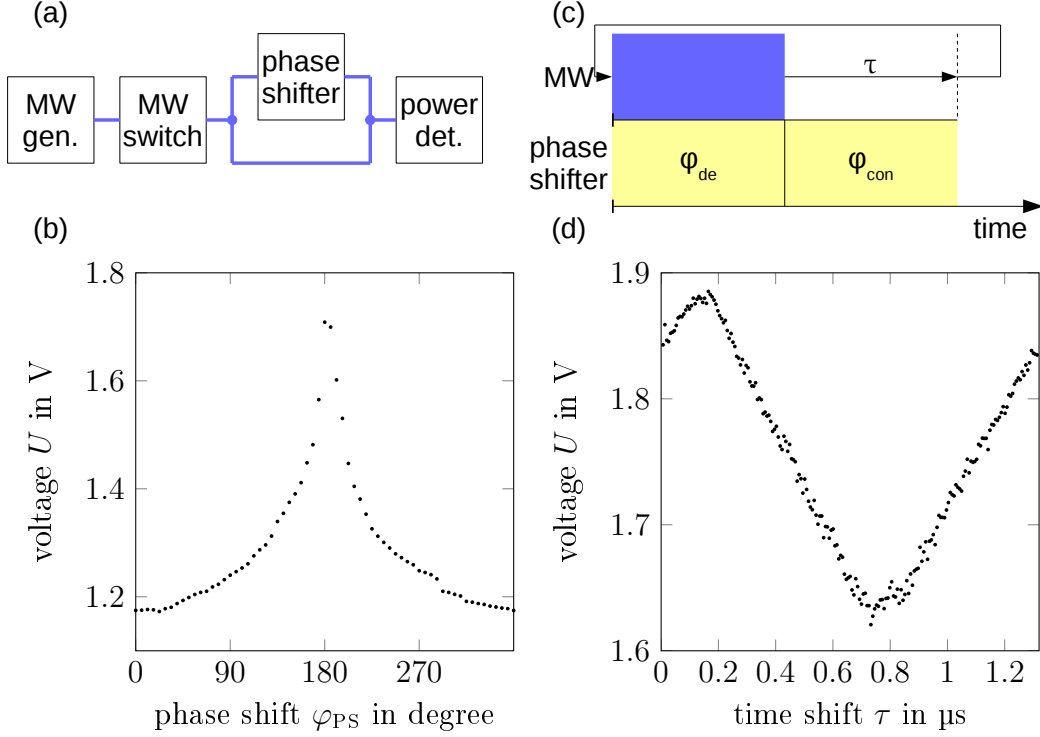 (a)
MW
gen.
MW
switch
phase
shifter
power
det.
(c)
MW
τ
phase
shifter
φde
φcon
time
(b)
1.8
1.6
1.4
1.2
0
90
180
270
voltage U in V
phase shift φPS in degree
(d)
1.9
1.8
1.7
1.6
0
0.2
0.4
0.6
0.8
1
1.2
voltage U in V
time shift τ in µs